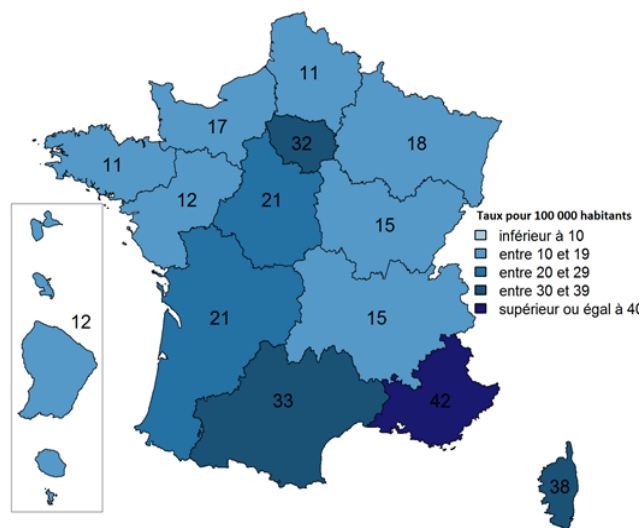 11
17
32
18
11
12
21
15
Taux pour 100 000 habitants
inférieur à 10
entre 10 et 19
entre 20 et 29
entre 30 et 39
supérieur ou égal à 40
12
21
15
33
42
38